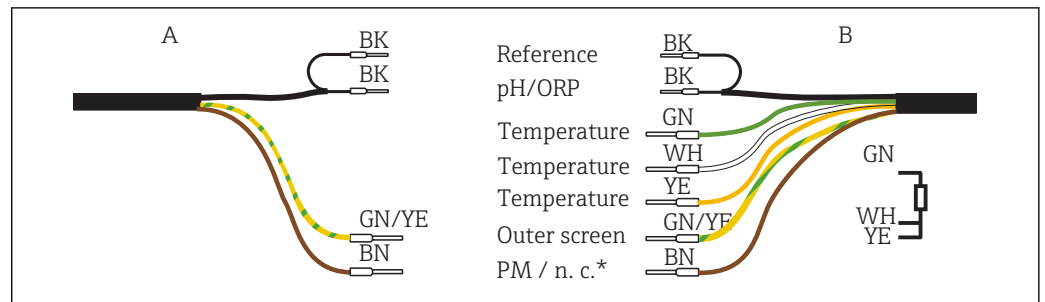 A
B
BK
Reference
BK
BK
pH/ORP
BK
Temperature
GN
Temperature
WH
Temperature
YE
GN/YE
Outer screen
GN/YE
BN
PM / n. c.*
BN
GN
WH
YE